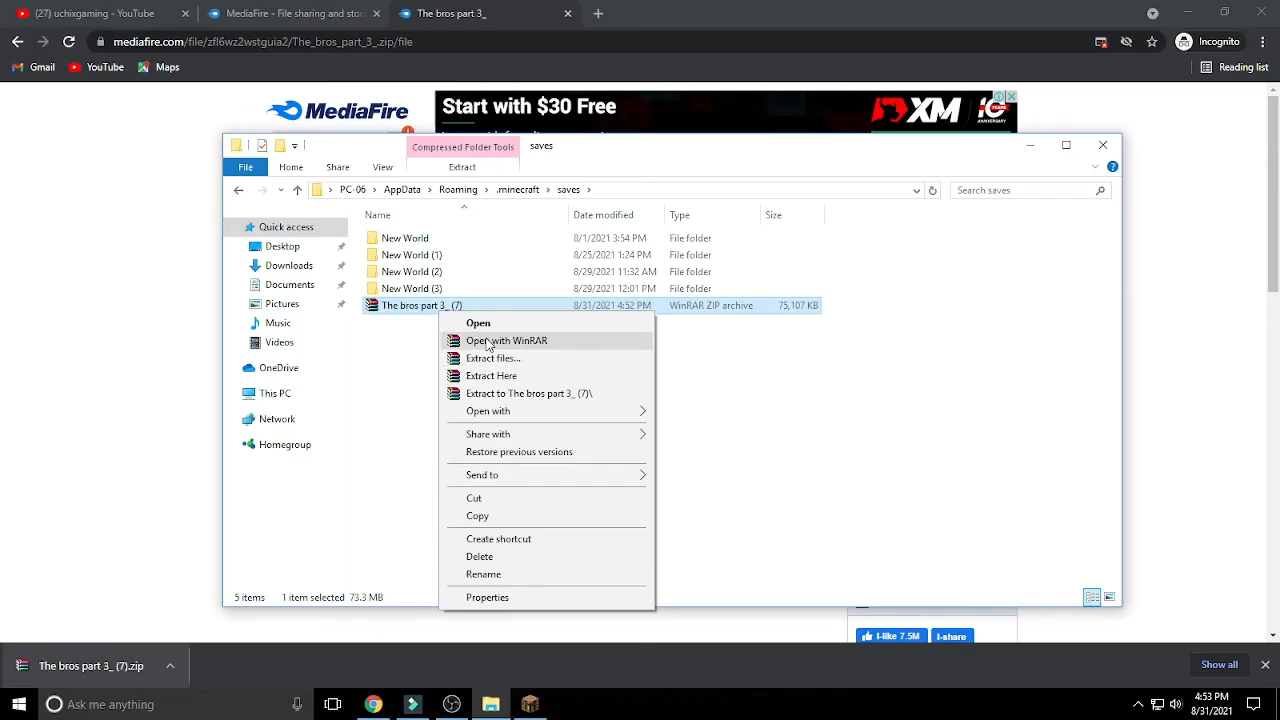 (27) uchixgaming - YouTube
MediaFire - File sharing and sto
The bros part 3_
mediafire.com/file/zfl6wz2wstguia2/The_bros_part_3_zip/file
Incognito
Gmail
YouTube
Maps
Reading list
MediaFire
Start with $30 Free
XM
10
ANNIVERSARY
Compressed Folder Tools
saves
File
Home
Share
View
Extract
PC-06
AppData
Roaming
.minecraft
saves
Search saves
Name
Date modified
Type
Size
Quick access
Desktop
Downloads
Documents
Pictures
Music
Videos
OneDrive
This PC
Network
Homegroup
New World 8/1/2021 3:54 PM File folder
New World (1) 8/25/2021 1:24 PM File folder
New World (2) 8/29/2021 11:32 AM File folder
New World (3) 8/29/2021 12:01 PM File folder
The bros part 3_ (7) 8/31/2021 4:52 PM WinRAR ZIP archive 75,107 KB
Open
Open with WinRAR
Extract files...
Extract Here
Extract to The bros part 3_ (7)\
Open with
Share with
Restore previous versions
Send to
Cut
Copy
Create shortcut
Delete
Rename
Properties
5 items
1 item selected 73.3 MB
I-like 7.5M
I-share
The bros part 3_ (7).zip
Show all
Ask me anything
4:53 PM
8/31/2021